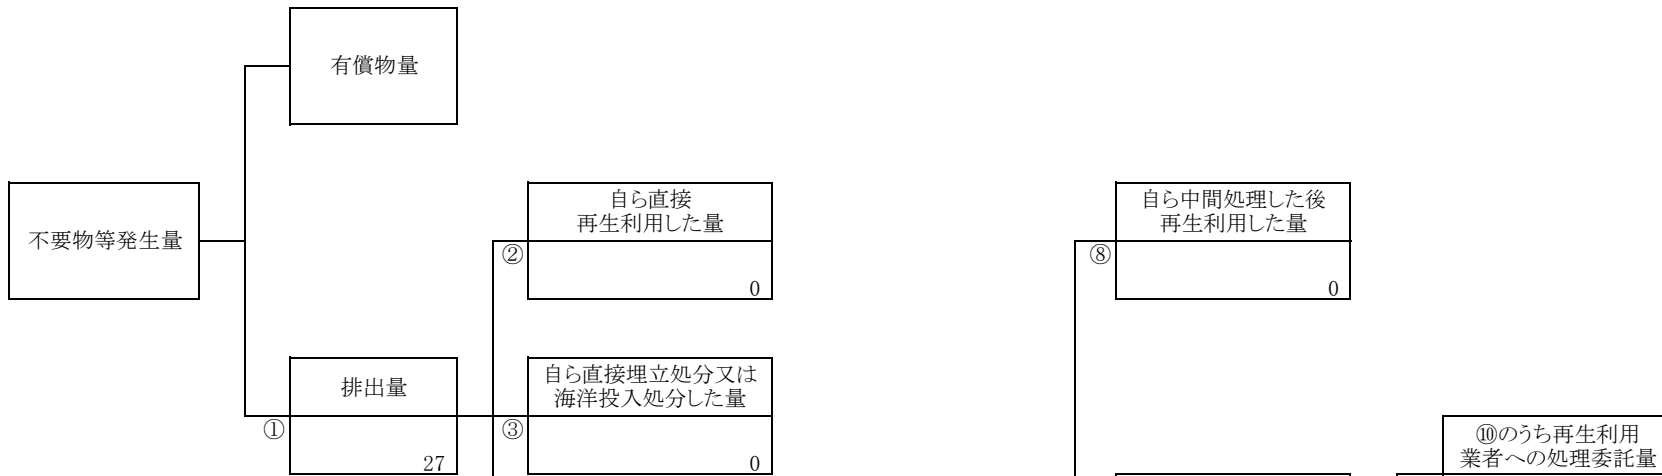 有償物量
不要物等発生量
自ら直接
再生利用した量
②
0
自ら中間処理した後
再生利用した量
⑧
0
排出量
①
27
自ら直接埋立処分又は
海洋投入処分した量
③
0
⑩のうち再生利用
業者への処理委託量